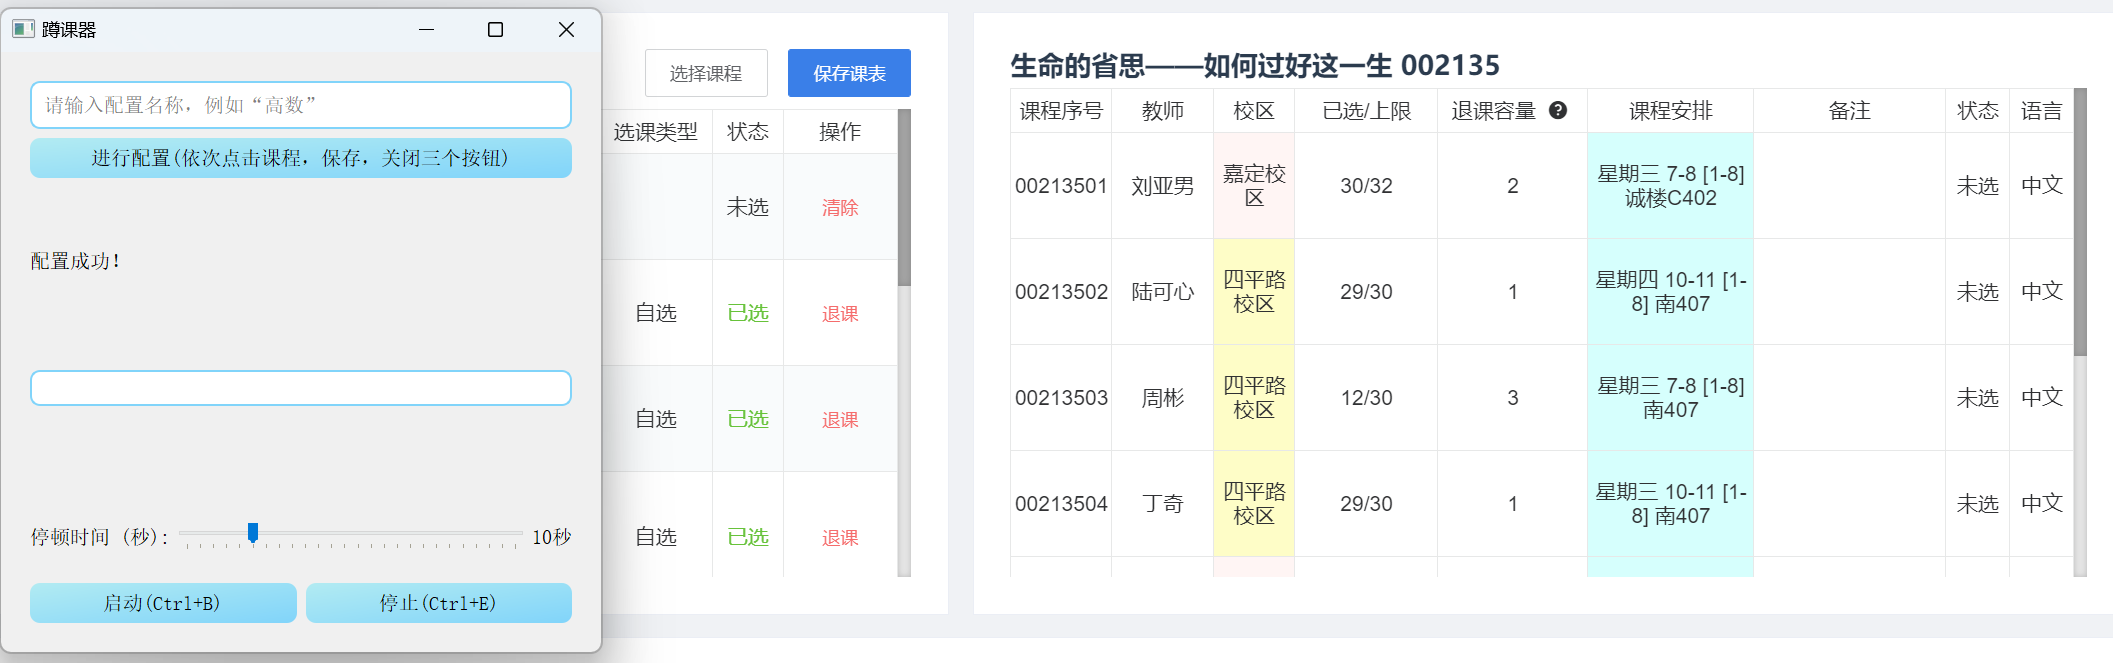 蹲课器
请输入配置名称，例如“高数”
进行配置(依次点击课程，保存，关闭三个按钮)
配置成功！
停顿时间（秒）：
10秒
启动(Ctrl+B)
停止(Ctrl+E)
选择课程
保存课表
选课类型 状态 操作
未选 清除
自选 已选 退课
自选 已选 退课
自选 已选 退课
生命的省思——如何过好这一生 002135
课程序号 教师 校区 已选/上限 退课容量 ? 课程安排 备注 状态 语言
00213501 刘亚男 嘉定校
区 30/32 2 星期三 7-8 [1-8]
诚楼C402 未选 中文
00213502 陆可心 四平路
校区 29/30 1 星期四 10-11 [1-
8] 南407 未选 中文
00213503 周彬 四平路
校区 12/30 3 星期三 7-8 [1-8]
南407 未选 中文
00213504 丁奇 四平路
校区 29/30 1 星期三 10-11 [1-
8] 南407 未选 中文